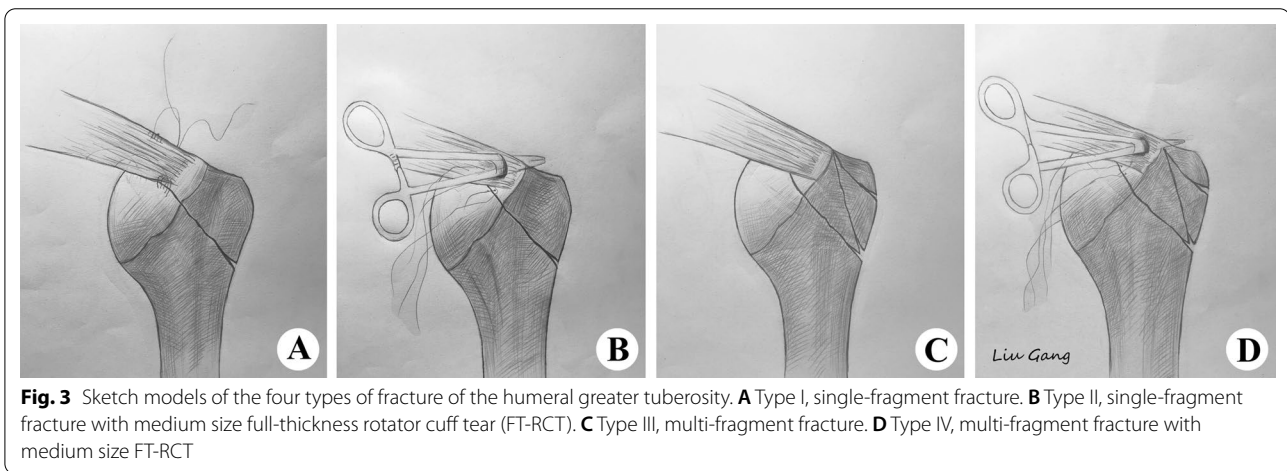 A
B
C
D
Liu Gang
Fig. 3 Sketch models of the four types of fracture of the humeral greater tuberosity. A Type I, single-fragment fracture. B Type II, single-fragment
fracture with medium size full-thickness rotator cuff tear (FT-RCT). C Type III, multi-fragment fracture. D Type IV, multi-fragment fracture with
medium size FT-RCT